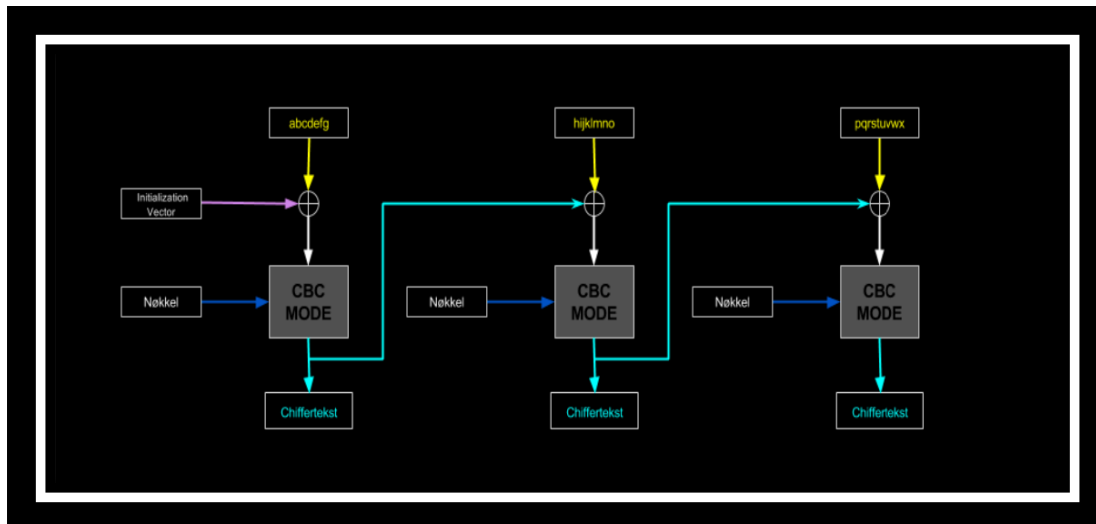 abcdefg
hijklmno
pqrstuvwx
Initialization
Vector
Nøkkel
CBC
MODE
Nøkkel
CBC
MODE
Nøkkel
CBC
MODE
Chiffertekst
Chiffertekst
Chiffertekst